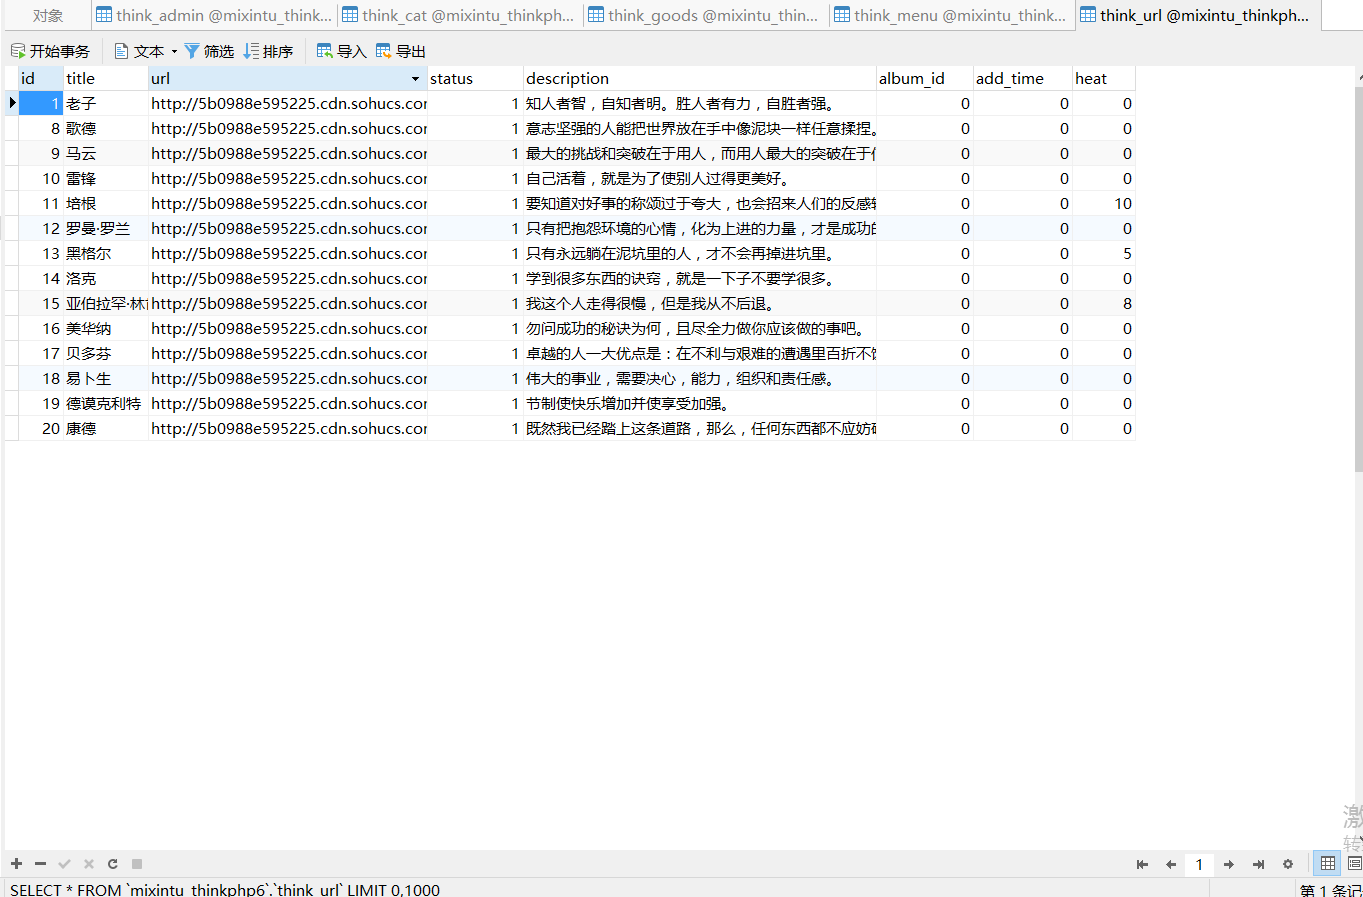 对象 think_admin @mixintu_think... think_cat @mixintu_thinkph... think_goods @mixintu_thin... think_menu @mixintu_think... think_url @mixintu_thinkph...
开始事务 文本 筛选 排序 导入 导出
id title url status description album_id add_time heat
1 老子 http://5b0988e595225.cdn.sohucs.cor 1 知人者智，自知者明。胜人者有力，自胜者强。 0 0 0
8 歌德 http://5b0988e595225.cdn.sohucs.cor 1 意志坚强的人能把世界放在手中像泥块一样任意揉捏。 0 0 0
9 马云 http://5b0988e595225.cdn.sohucs.cor 1 最大的挑战和突破在于用人，而用人最大的突破在于 0 0 0
10 雷锋 http://5b0988e595225.cdn.sohucs.cor 1 自己活着，就是为了使别人过得更美好。 0 0 0
11 培根 http://5b0988e595225.cdn.sohucs.cor 1 要知道对好事的称颂过于夸大，也会招来人们的反感 0 0 10
12 罗曼·罗兰 http://5b0988e595225.cdn.sohucs.cor 1 只有把抱怨环境的心情，化为上进的力量，才是成功的 0 0 0
13 黑格尔 http://5b0988e595225.cdn.sohucs.cor 1 只有永远躺在泥坑里的人，才不会再掉进坑里。 0 0 5
14 洛克 http://5b0988e595225.cdn.sohucs.cor 1 学到很多东西的诀窍，就是一下子不要学很多。 0 0 0
15 亚伯拉罕·林 http://5b0988e595225.cdn.sohucs.cor 1 我这个人走得很慢，但是我从不后退。 0 0 8
16 美华纳 http://5b0988e595225.cdn.sohucs.cor 1 勿问成功的秘诀为何，且尽全力做你应该做的事吧。 0 0 0
17 贝多芬 http://5b0988e595225.cdn.sohucs.cor 1 卓越的人一大优点是：在不利与艰难的遭遇里百折不 0 0 0
18 易卜生 http://5b0988e595225.cdn.sohucs.cor 1 伟大的事业，需要决心，能力，组织和责任感。 0 0 0
19 德谟克利特 http://5b0988e595225.cdn.sohucs.cor 1 节制使快乐增加并使享受加强。 0 0 0
20 康德 http://5b0988e595225.cdn.sohucs.cor 1 既然我已经踏上这条道路，那么，任何东西都不应妨 0 0 0
激
转
1
SELECT * FROM `mixintu_thinkphp6`.`think_url` LIMIT 0,1000 第 1 条记